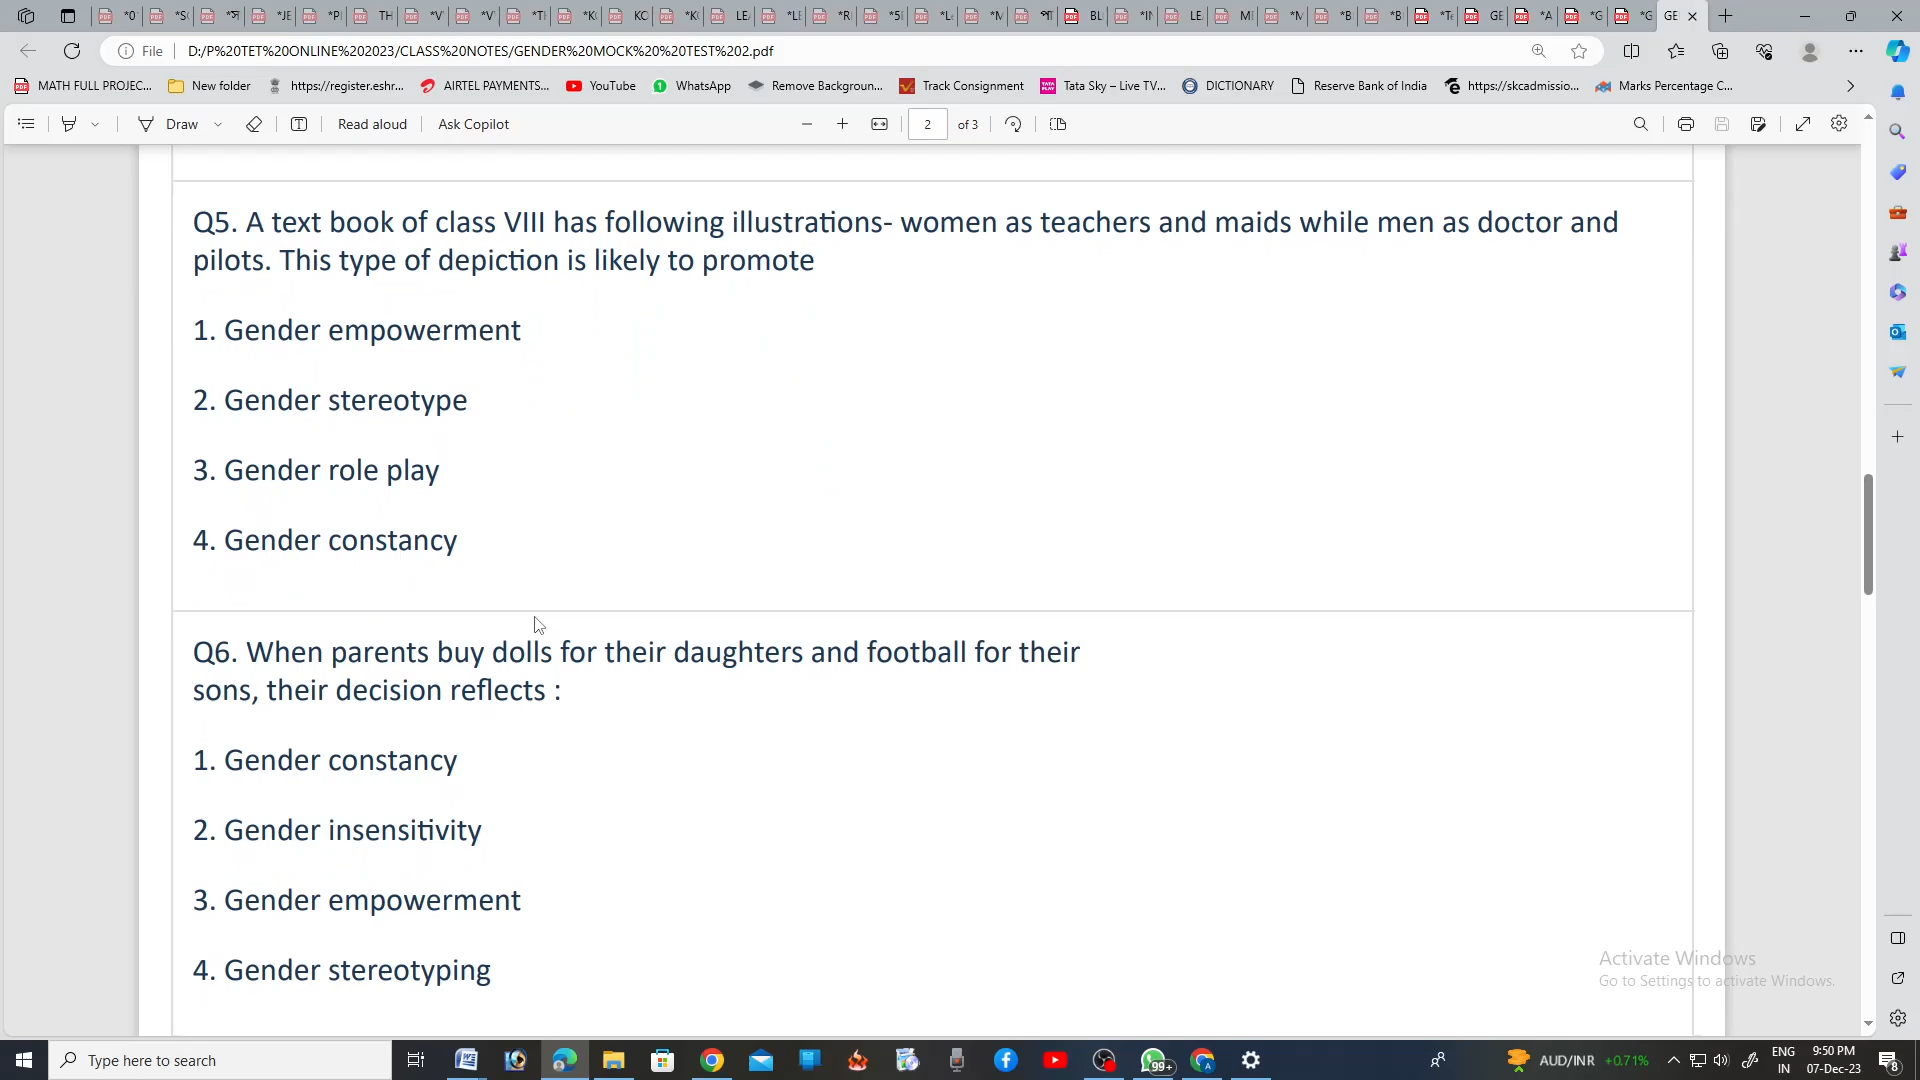 File
D:/P%20TET%20ONLINE%202023/CLASS%20NOTES/GENDER%20MOCK%20%20TEST%202.pdf
MATH FULL PROJEC... New folder https://register.eshr... AIRTEL PAYMENTS... YouTube WhatsApp Remove Backgroun... Track Consignment Tata Sky – Live TV... DICTIONARY Reserve Bank of India https://skcadmissio... Marks Percentage C...
Draw Read aloud Ask Copilot 2 of 3
Q5. A text book of class VIII has following illustrations- women as teachers and maids while men as doctor and
pilots. This type of depiction is likely to promote
1. Gender empowerment
2. Gender stereotype
3. Gender role play
4. Gender constancy
Q6. When parents buy dolls for their daughters and football for their
sons, their decision reflects :
1. Gender constancy
2. Gender insensitivity
3. Gender empowerment
4. Gender stereotyping
Activate Windows
Go to Settings to activate Windows.
Type here to search
99+
AUD/INR +0.71%
ENG
IN
9:50 PM
07-Dec-23
8